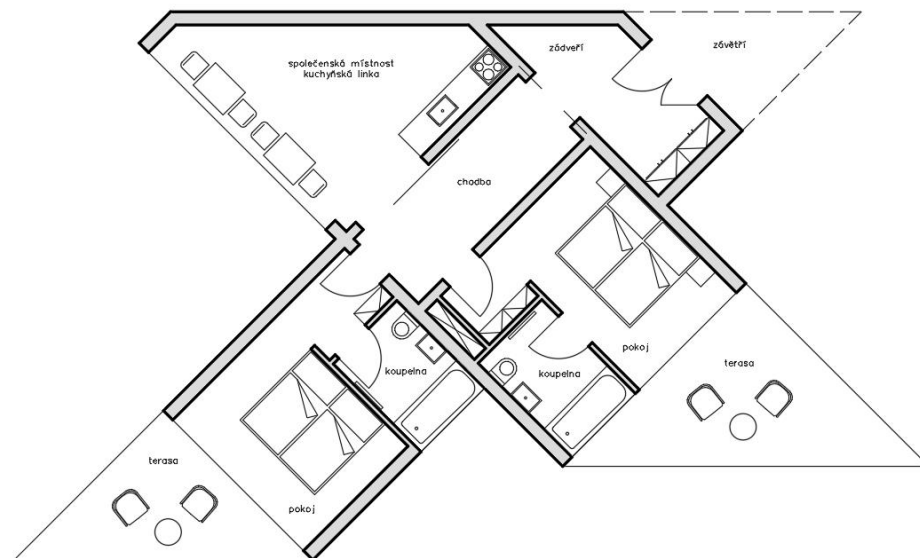 společenská místnost
kuchyňská linka
zádveří
závětří
chodba
pokoj
terasa
koupelna
koupelna
terasa
pokoj